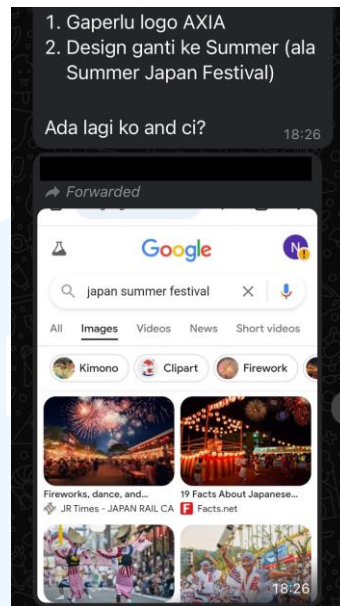 1. Gaperlu logo AXIA
2. Design ganti ke Summer (ala
Summer Japan Festival)
Ada lagi ko and ci?
18:26
Forwarded
Google
N
japan summer festival
All Images Videos News Short videos
Kimono Clipart Firework
Fireworks, dance, and...
JR Times - JAPAN RAIL CA
19 Facts About Japanese...
F Facts.net
18:26